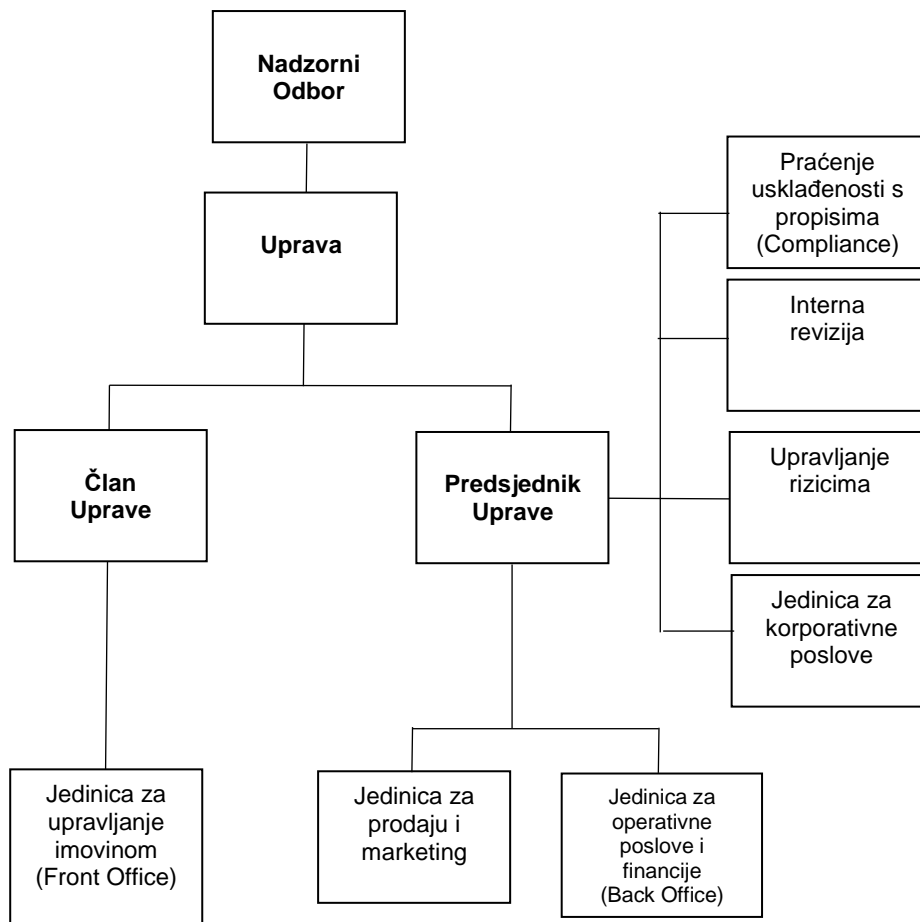 Nadzorni
Odbor
Uprava
Praćenje
usklađenosti s
propisima
(Compliance)
Interna
revizija
Član
Uprave
Predsjednik
Uprave
Upravljanje
rizicima
Jedinica za
korporativne
poslove
Jedinica za
upravljanje
imovinom
(Front Office)
Jedinica za
prodaju i
marketing
Jedinica za
operativne
poslove i
financije
(Back Office)